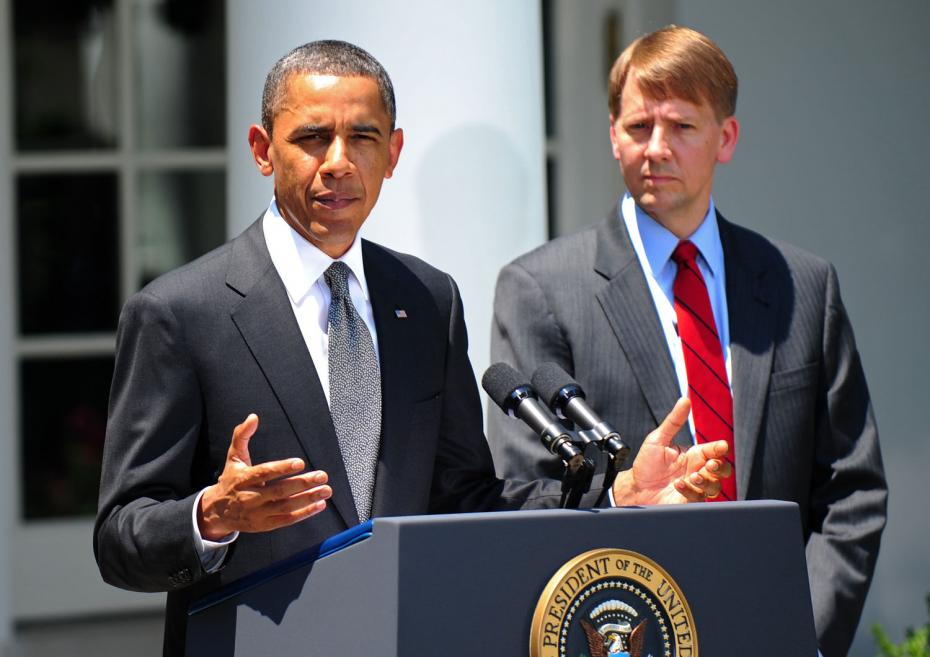 PRESIDENT OF THE UNITED